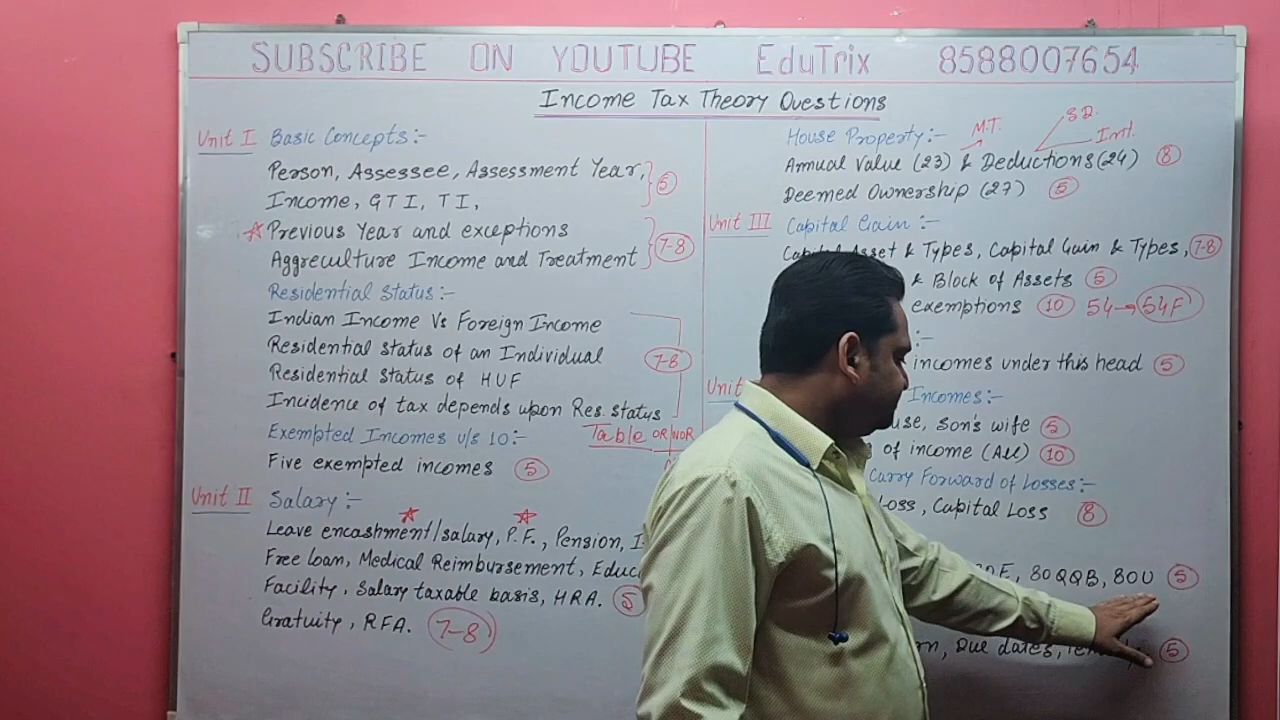 SUBSCRIBE ON YOUTUBE EduTrix 8588007654
Income Tax Theory Questions
Unit I Basic Concepts:-
Person, Assessee, Assessment Year,
Income, GTI, TI, 5
Previous Year and exceptions
Aggreculture Income and Treatment 7-8
Residential Status:-
Indian Income Vs Foreign Income
Residential status of an Individual 7-8
Residential status of HUF
Incidence of tax depends upon Res. status
Table OR NOR
Exempted Incomes u/s 10:-
Five exempted incomes 5
Unit II Salary:-
Leave encashment/salary, P.F., Pension,
Free loan, Medical Reimbursement,
Facility, Salary taxable basis, HRA. 5
Gratuity, RFA. 7-8
House Property:- M.T. S.D. Int.
Annual Value (23) & Deductions (24) 8
Deemed Ownership (27) 5
Unit III Capital Gain:-
Asset & Types, Capital Gain & Types, 7-8
& Block of Assets 5
exemptions 10 54→54F
:-
incomes under this head 5
Incomes:-
son's wife 5
of income (All) 10
Carry Forward of Losses:-
Loss, Capital Loss 8
80QQB, 80U 5
Due dates, 5